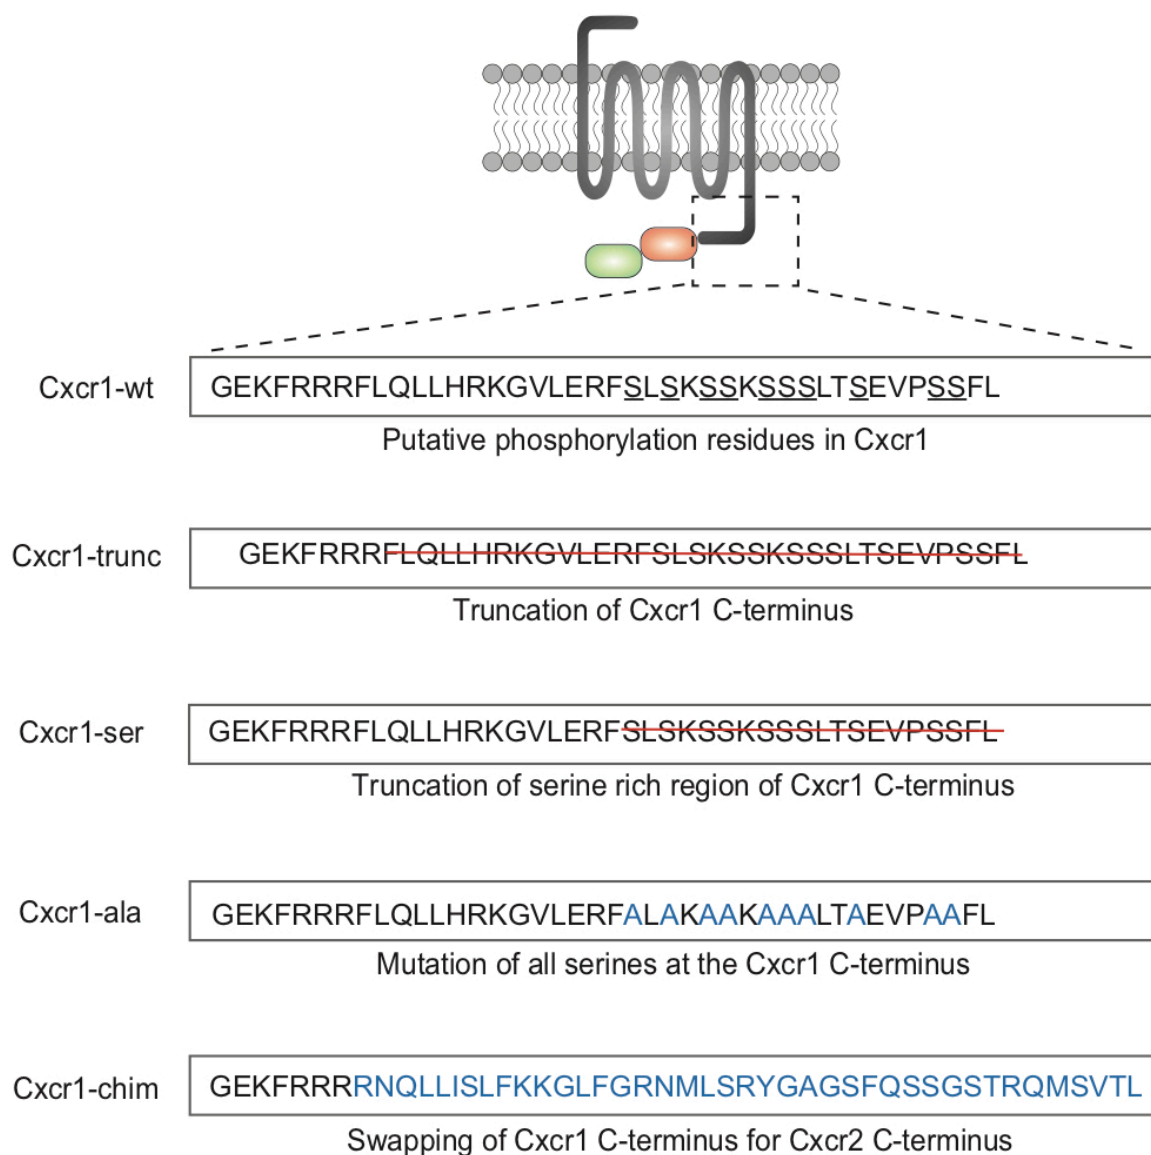 Cxcr1-wt
GEKFRRRFLQLLHRKGVLERFSLSKSSKSSSLTSEVPSSFL
Putative phosphorylation residues in Cxcr1
Cxcr1-trunc
GEKFRRRFLQLLHRKGVLERFSLSKSSKSSSLTSEVPSSFL
Truncation of Cxcr1 C-terminus
Cxcr1-ser
GEKFRRRFLQLLHRKGVLERFSLSKSSKSSSLTSEVPSSFL
Truncation of serine rich region of Cxcr1 C-terminus
Cxcr1-ala
GEKFRRRFLQLLHRKGVLERFALAKAAKAAALTAEVPAAFL
Mutation of all serines at the Cxcr1 C-terminus
Cxcr1-chim
GEKFRRRRNQLLISLFKKGLFGRNMLSRYGAGSFQSSGSTRQMSVTL
Swapping of Cxcr1 C-terminus for Cxcr2 C-terminus